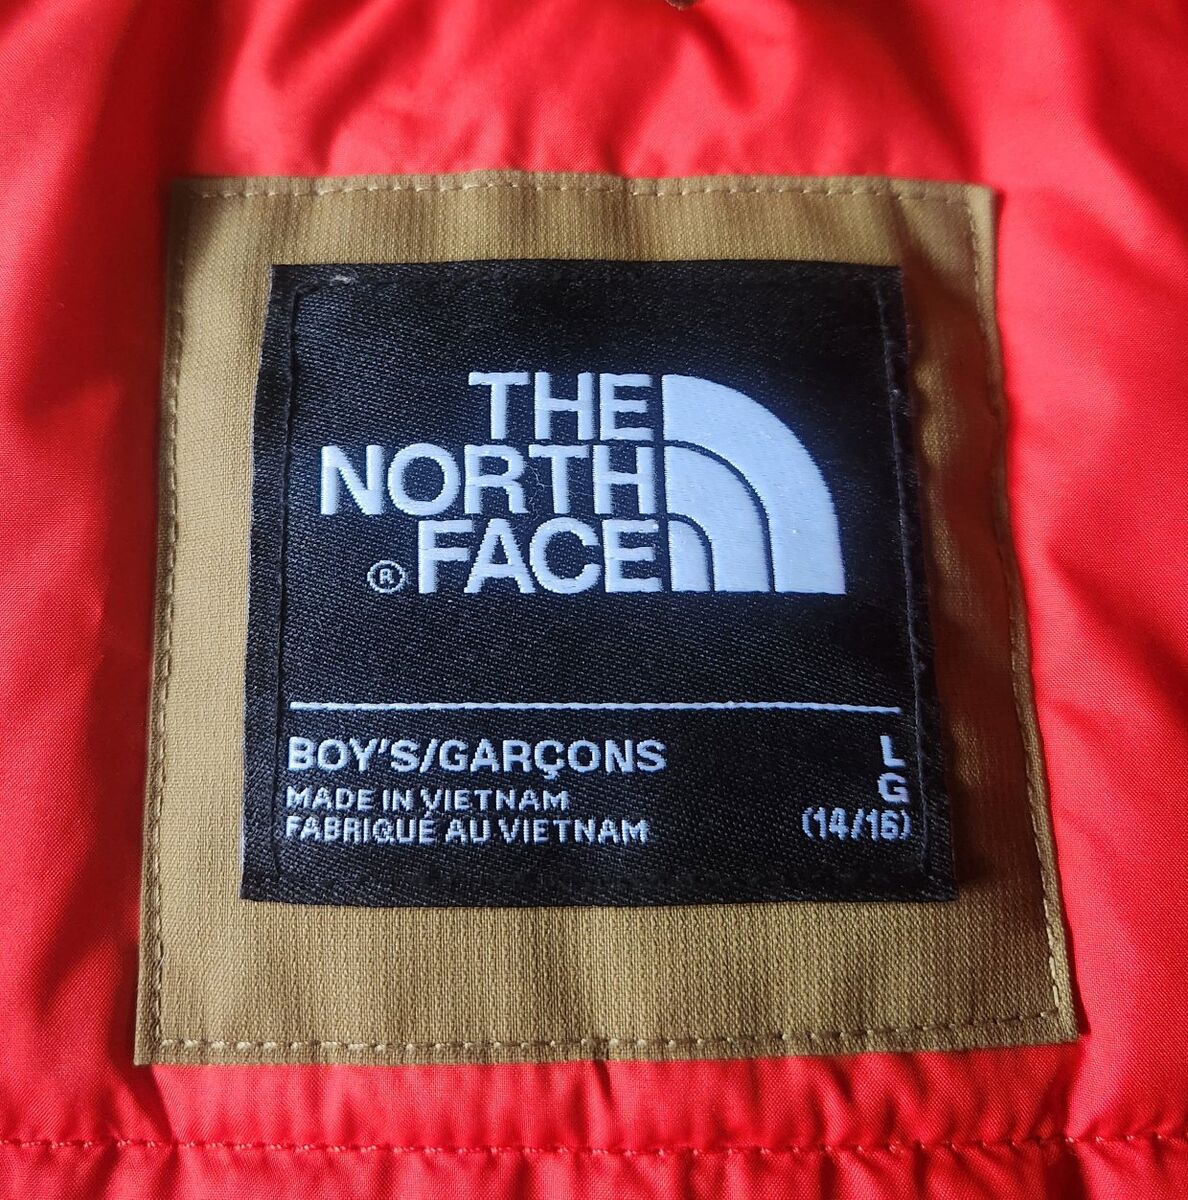 THE
NORTH
® FACE
BOY'S/GARÇONS L
MADE IN VIETNAM G
FABRIQUÉ AU VIETNAM (14/16)